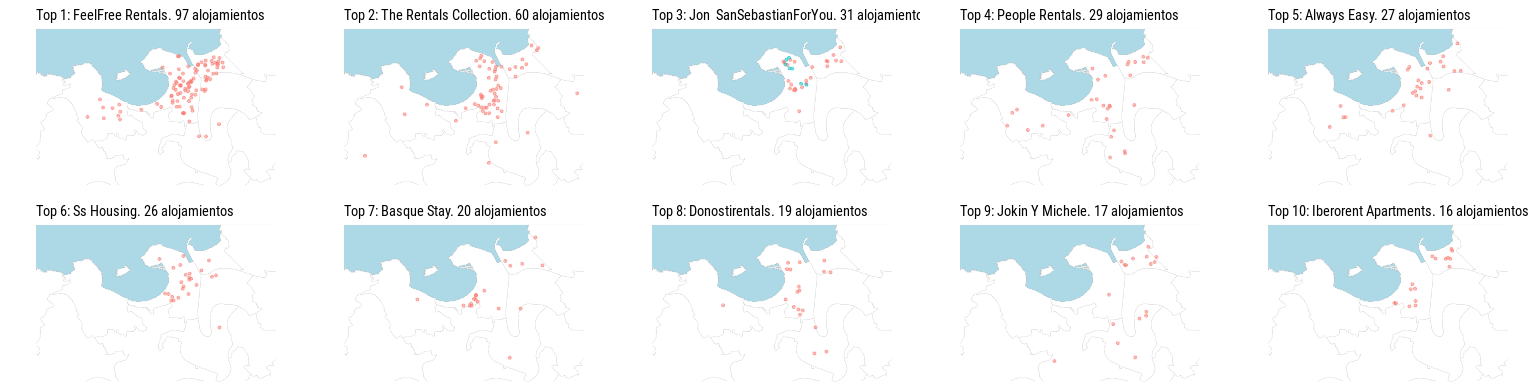 Top 1: FeelFree Rentals. 97 alojamientos
Top 2: The Rentals Collection. 60 alojamientos
Top 3: Jon  SanSebastianForYou. 31 alojamientc
Top 4: People Rentals. 29 alojamientos
Top 5: Always Easy. 27 alojamientos
Top 6: Ss Housing. 26 alojamientos
Top 7: Basque Stay. 20 alojamientos
Top 8: Donostirentals. 19 alojamientos
Top 9: Jokin Y Michele. 17 alojamientos
Top 10: Iberorent Apartments. 16 alojamientos